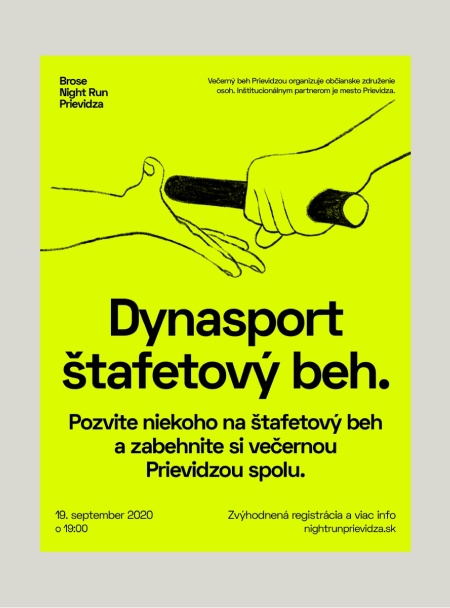 Brose
Night Run
Prievidza
Večerný beh Prievidzou organizuje občianske združenie
osoh. Inštitucionálnym partnerom je mesto Prievidza.
Dynasport
štafetový beh.
Pozvite niekoho na štafetový beh
a zabehnite si večernou
Prievidzou spolu.
19. september 2020
o 19:00
Zvýhodnená registrácia a viac info
nightrunprievidza.sk